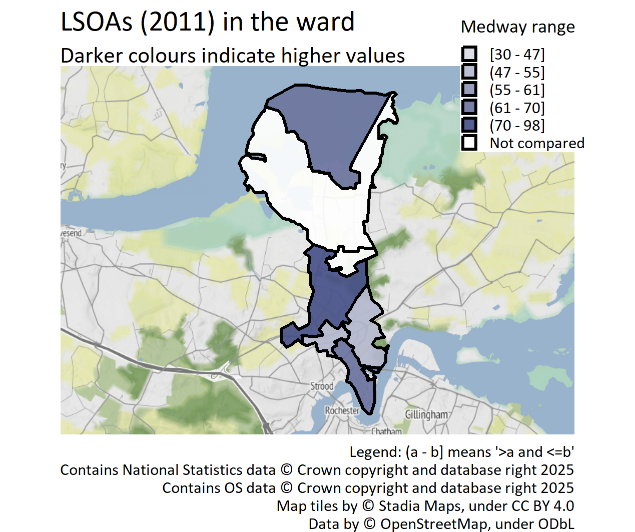 LSOAs (2011) in the ward
Darker colours indicate higher values
Medway range
[30 - 47]
(47 - 55]
(55 - 61]
(61 - 70]
(70 - 98]
Not compared
ry
vesend
Strood
Rochester
Gillingham
Chatham
Legend: (a - b] means '>a and <=b'
Contains National Statistics data © Crown copyright and database right 2025
Contains OS data © Crown copyright and database right 2025
Map tiles by © Stadia Maps, under CC BY 4.0
Data by © OpenStreetMap, under ODbL